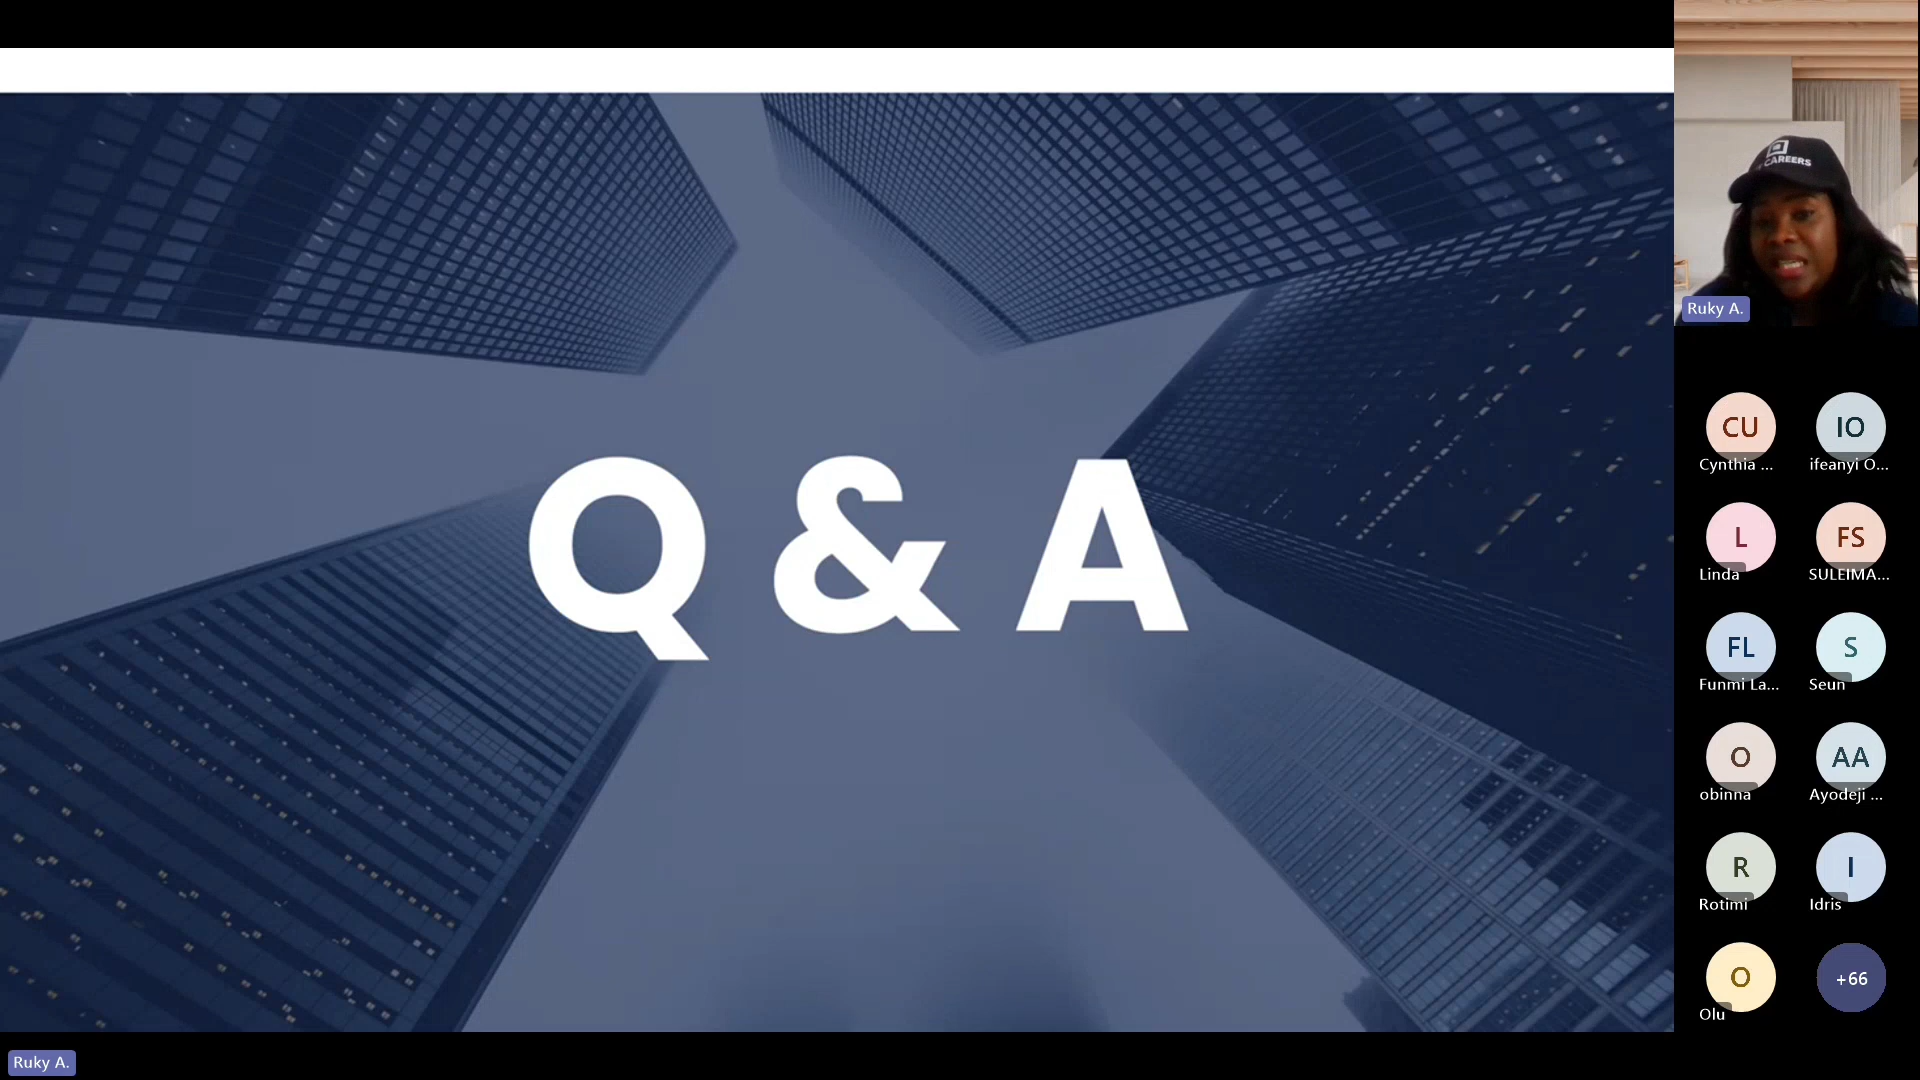 Q & A
CAREERS
Ruky A.
CU
Cynthia ...
IO
ifeanyi O...
L
Linda
FS
SULEIMA...
FL
Funmi La...
S
Seun
O
obinna
AA
Ayodeji ...
R
Rotimi
I
Idris
O
Olu
+66
Ruky A.